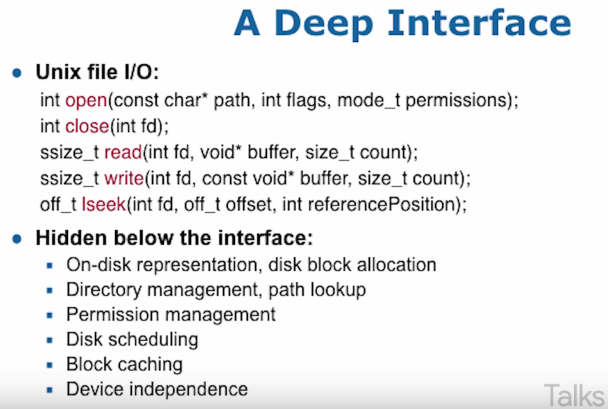 A Deep Interface
Unix file I/O:
int open(const char* path, int flags, mode_t permissions);
int close(int fd);
ssize_t read(int fd, void* buffer, size_t count);
ssize_t write(int fd, const void* buffer, size_t count);
off_t lseek(int fd, off_t offset, int referencePosition);
Hidden below the interface:
On-disk representation, disk block allocation
Directory management, path lookup
Permission management
Disk scheduling
Block caching
Device independence
Talks